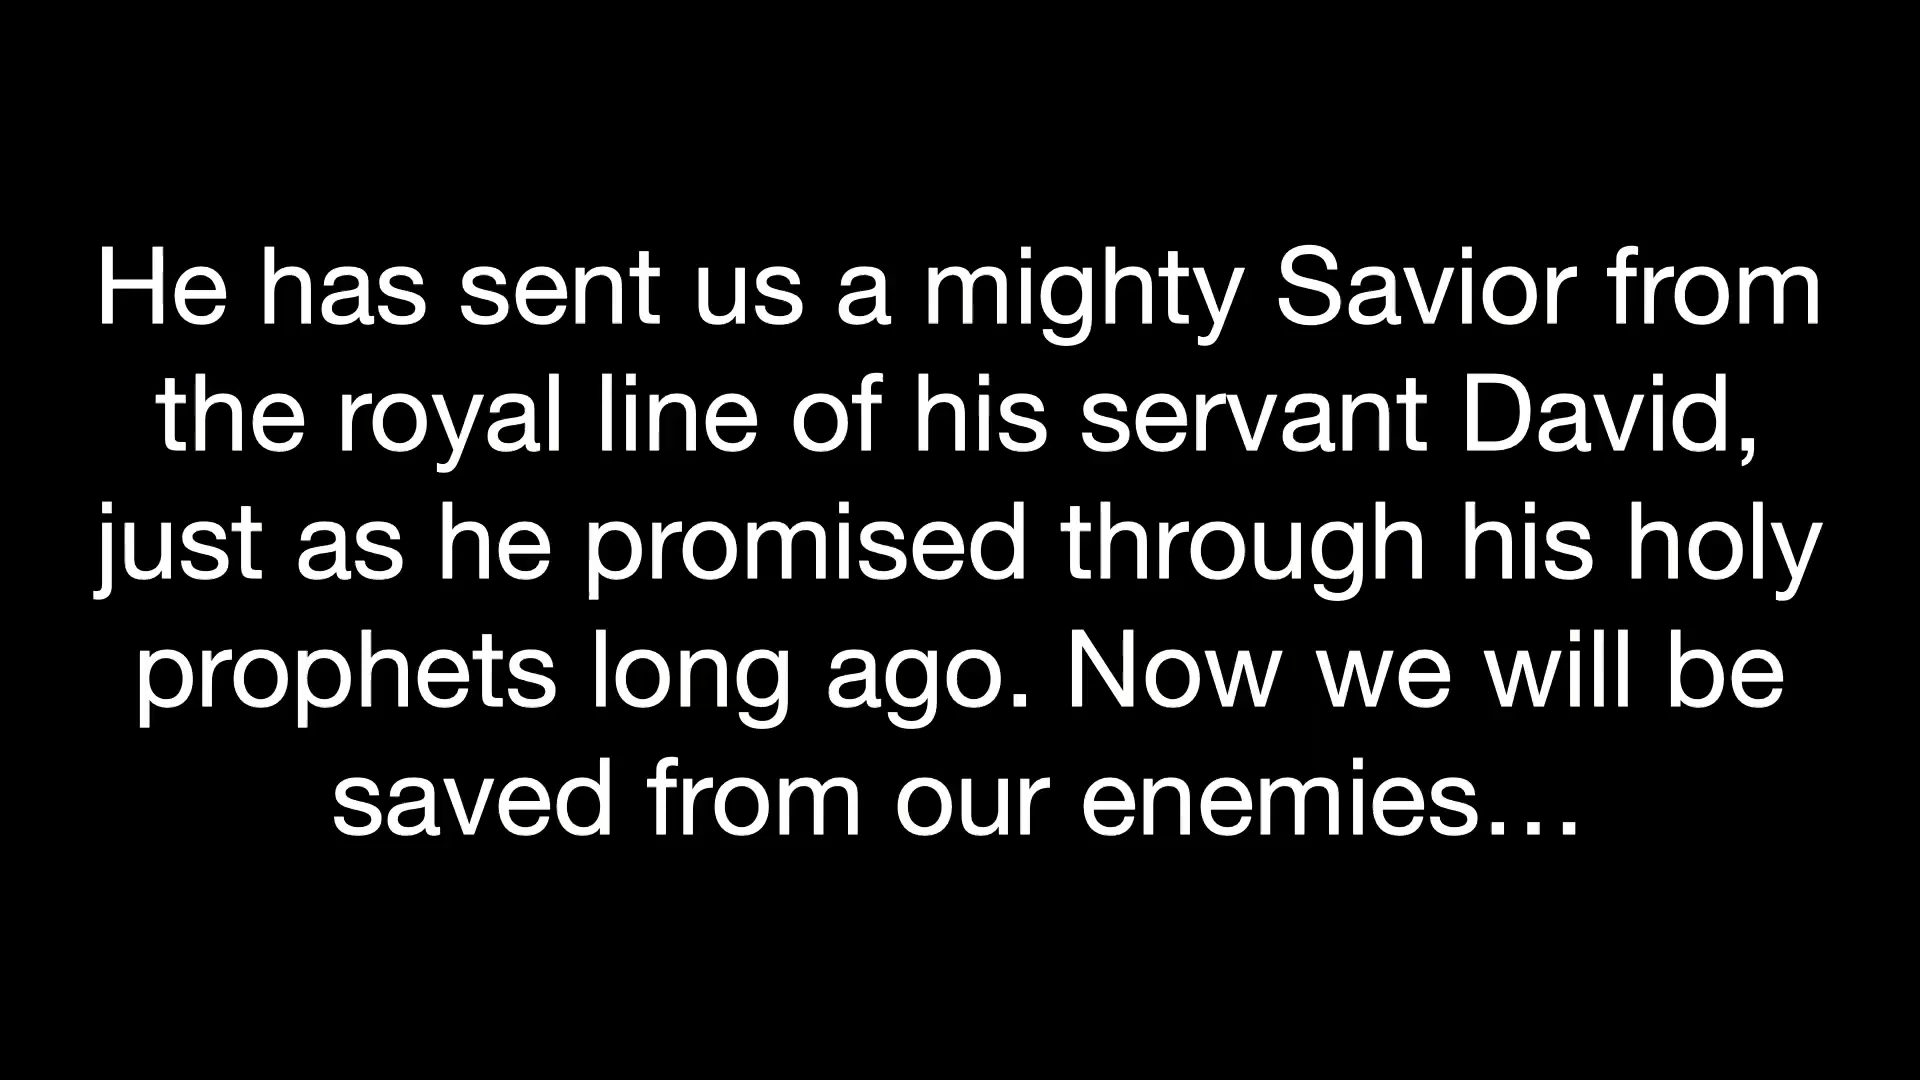 He has sent us a mighty Savior from
the royal line of his servant David,
just as he promised through his holy
prophets long ago. Now we will be
saved from our enemies…